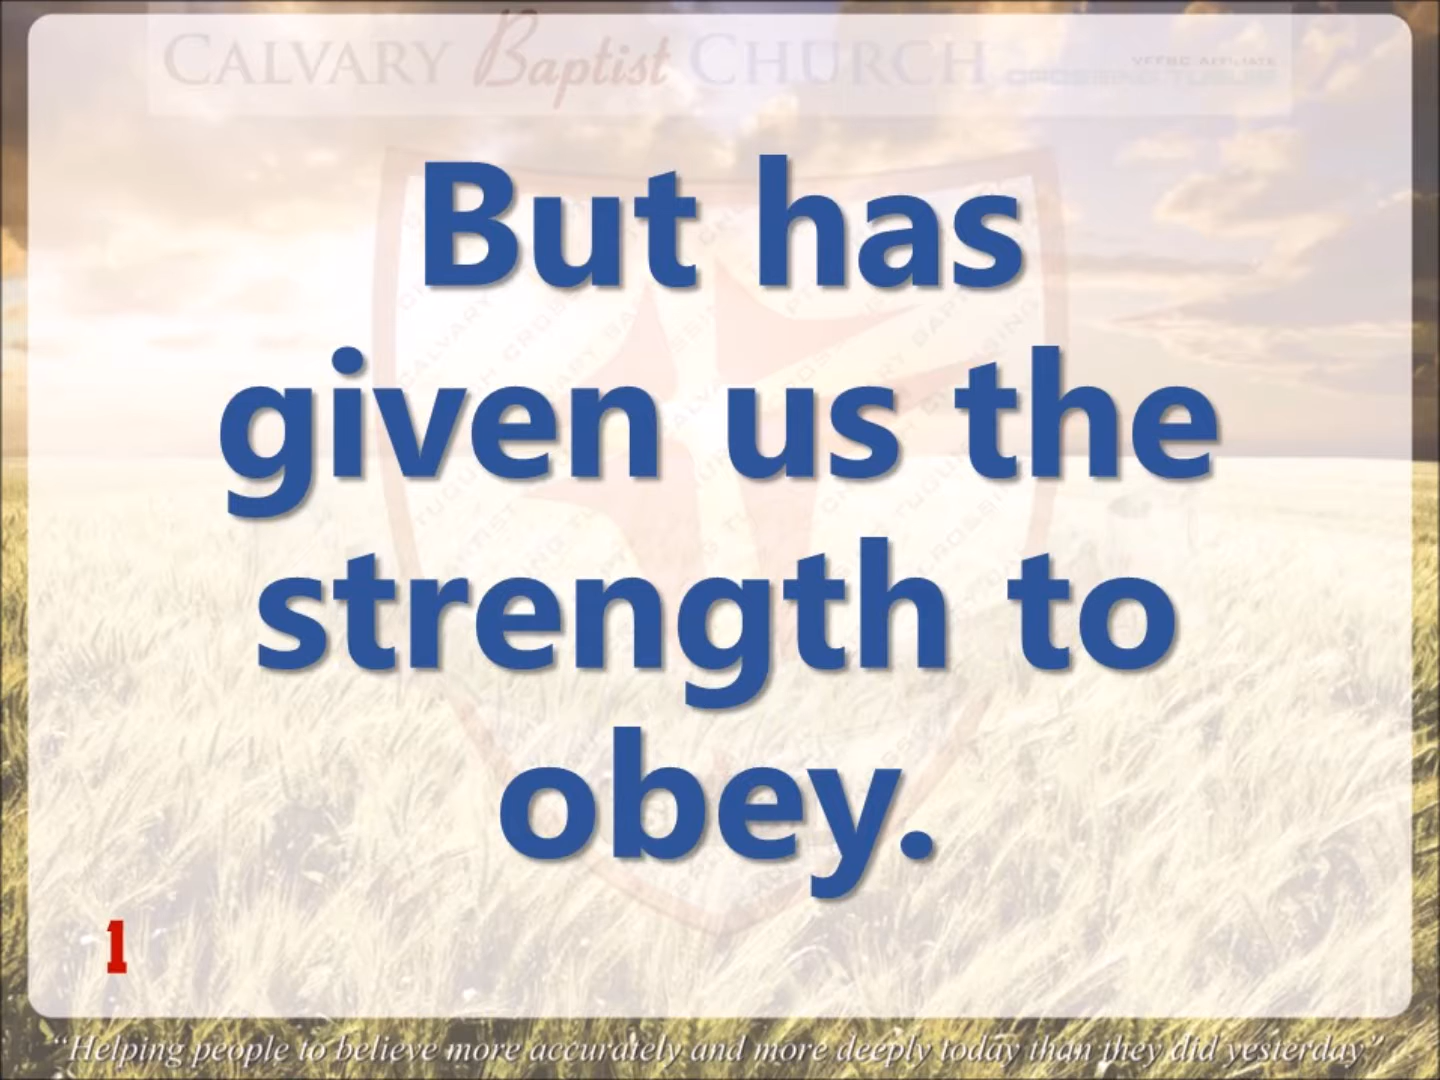 CALVARY Baptist CHURCH
But has
given us the
strength to
obey.
1
“Helping people to believe more accurately and more deeply today than they did yesterday”